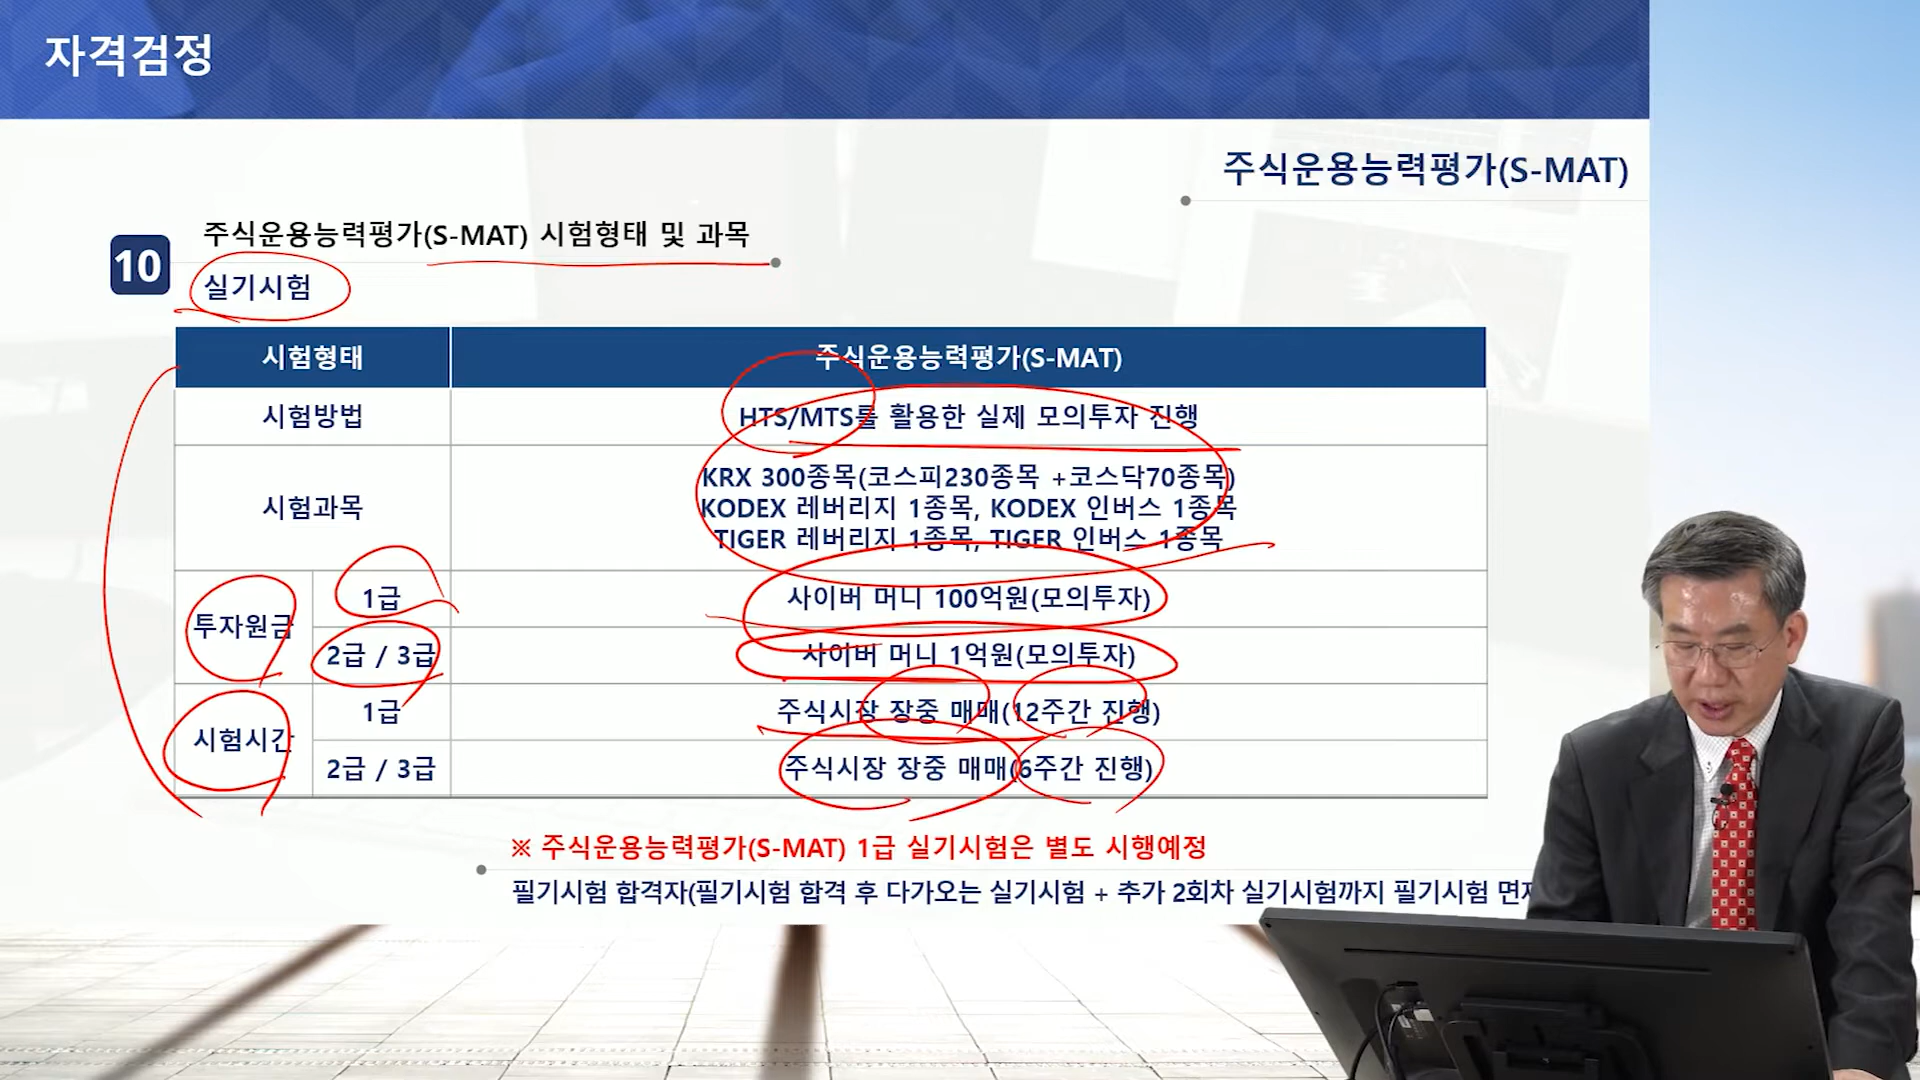 자격검정
주식운용능력평가(S-MAT)
10
주식운용능력평가(S-MAT) 시험형태 및 과목
실기시험
시험형태 주식운용능력평가(S-MAT)
시험방법 HTS/MTS를 활용한 실제 모의투자 진행
시험과목
KRX 300종목(코스피230종목 +코스닥70종목)
KODEX 레버리지 1종목, KODEX 인버스 1종목
TIGER 레버리지 1종목, TIGER 인버스 1종목
투자원금
1급 사이버 머니 100억원(모의투자)
2급 / 3급 사이버 머니 1억원(모의투자)
시험시간
1급 주식시장 장중 매매(12주간 진행)
2급 / 3급 주식시장 장중 매매(6주간 진행)
※ 주식운용능력평가(S-MAT) 1급 실기시험은 별도 시행예정
필기시험 합격자(필기시험 합격 후 다가오는 실기시험 + 추가 2회차 실기시험까지 필기시험